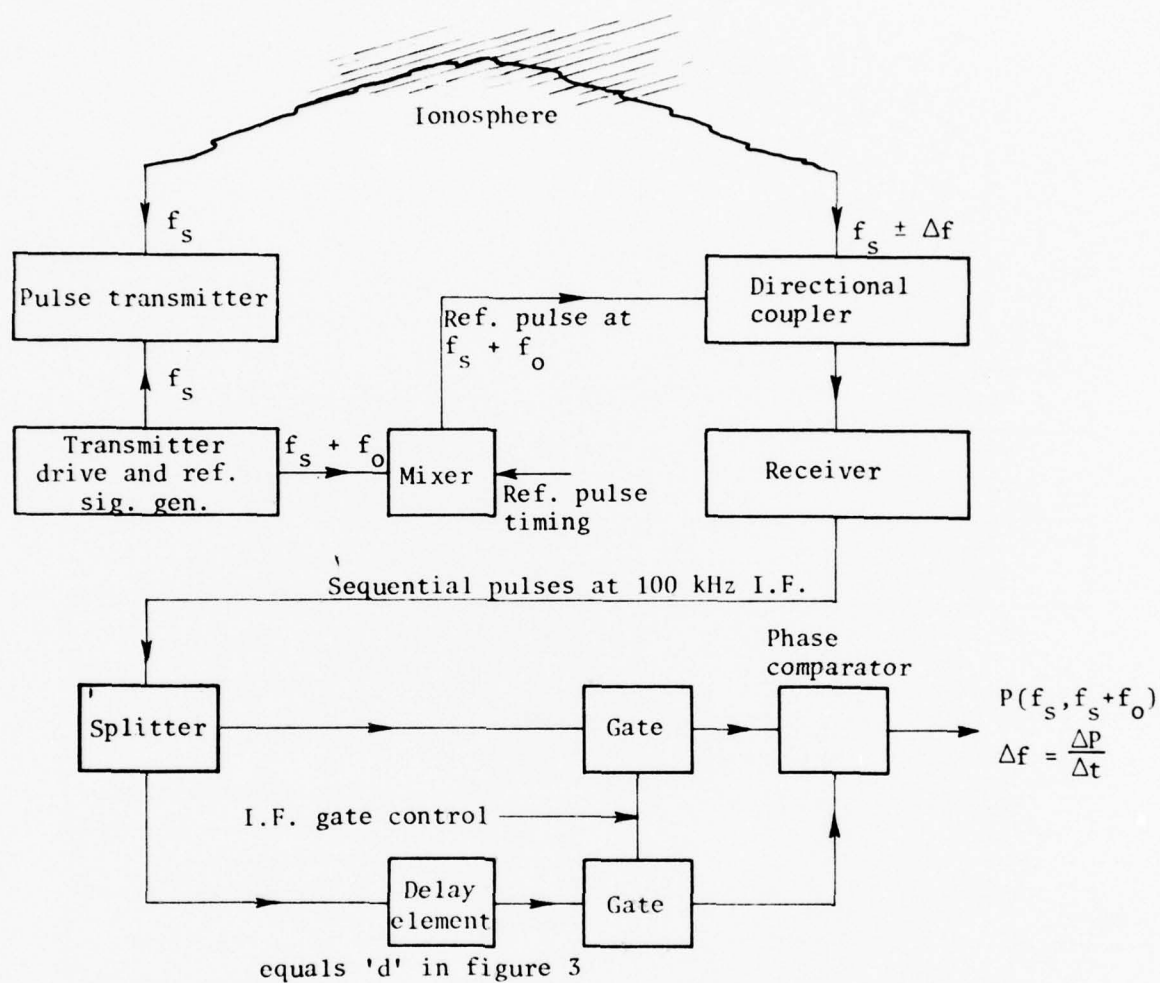 Ionosphere
f_s
f_s ± Δf
Pulse transmitter
Directional
coupler
Ref. pulse at
f_s + f_o
f_s
Transmitter
drive and ref.
sig. gen.
f_s + f_o
Mixer
Ref. pulse
timing
Receiver
Sequential pulses at 100 kHz I.F.
Phase
comparator
Splitter
Gate
P(f_s, f_s+f_o)
Δf = ΔP/Δt
I.F. gate control
Delay
element
Gate
equals 'd' in figure 3